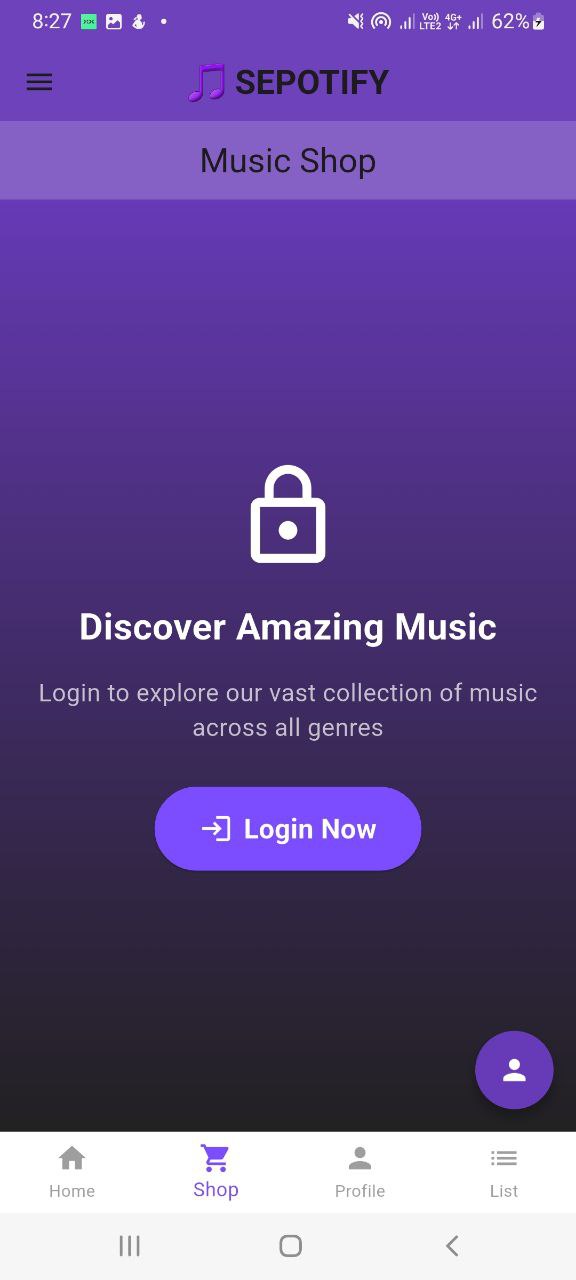 8:27 62%
Vo)) 4G+
LTE2
SEPOTIFY
Music Shop
Discover Amazing Music
Login to explore our vast collection of music
across all genres
Login Now
Home Shop Profile List